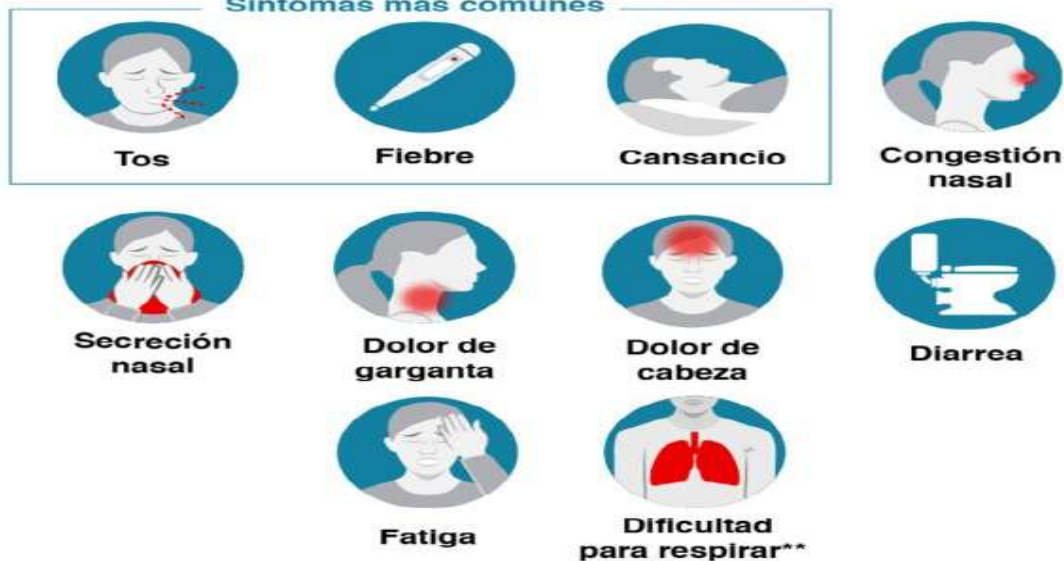 Síntomas más comunes
Tos
Fiebre
Cansancio
Congestión
nasal
Secreción
nasal
Dolor de
garganta
Dolor de
cabeza
Diarrea
Fatiga
Dificultad
para respirar**